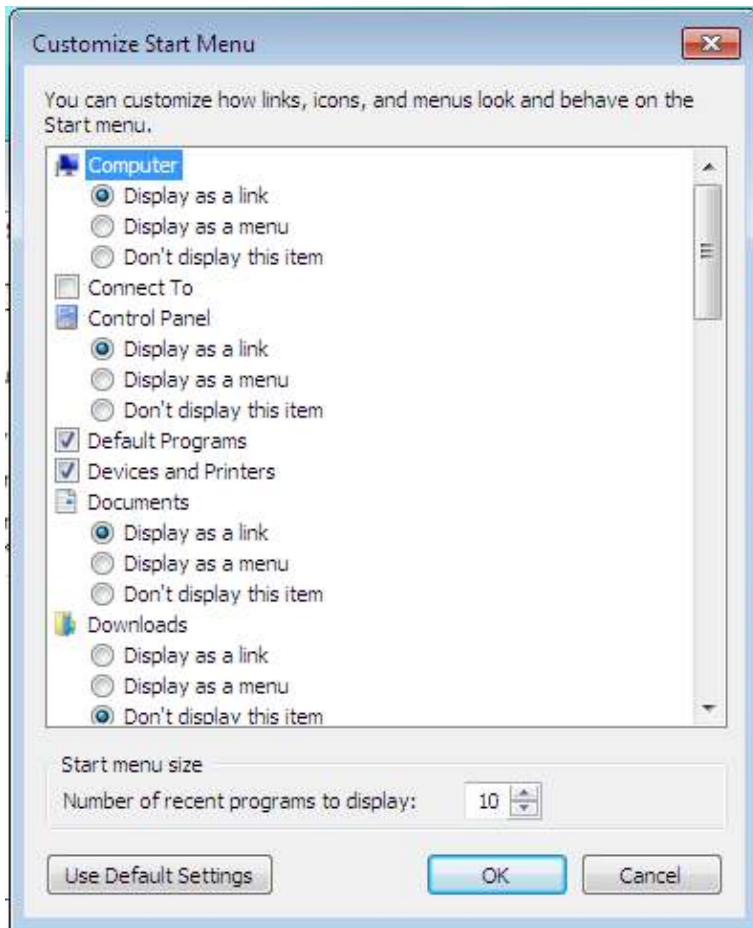 Customize Start Menu
You can customize how links, icons, and menus look and behave on the
Start menu.
Computer
Display as a link
Display as a menu
Don't display this item
Connect To
Control Panel
Display as a link
Display as a menu
Don't display this item
Default Programs
Devices and Printers
Documents
Display as a link
Display as a menu
Don't display this item
Downloads
Display as a link
Display as a menu
Don't display this item
Start menu size
Number of recent programs to display: 10
Use Default Settings OK Cancel